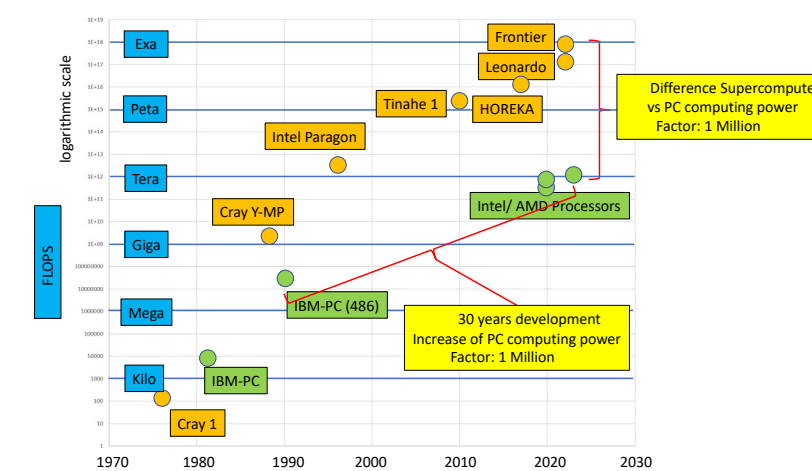 logarithmic scale
FLOPS
1E+19
1E+18
1E+17
1E+16
1E+15
1E+14
1E+13
1E+12
1E+11
1E+10
1E+09
100000000
10000000
1000000
100000
10000
1000
100
10
1
Exa
Peta
Tera
Giga
Mega
Kilo
Frontier
Leonardo
Tinahe 1
HOREKA
Intel Paragon
Intel/ AMD Processors
Cray Y-MP
IBM-PC (486)
IBM-PC
Cray 1
Difference Supercompute
vs PC computing power
Factor: 1 Million
30 years development
Increase of PC computing power
Factor: 1 Million
1970 1980 1990 2000 2010 2020 2030